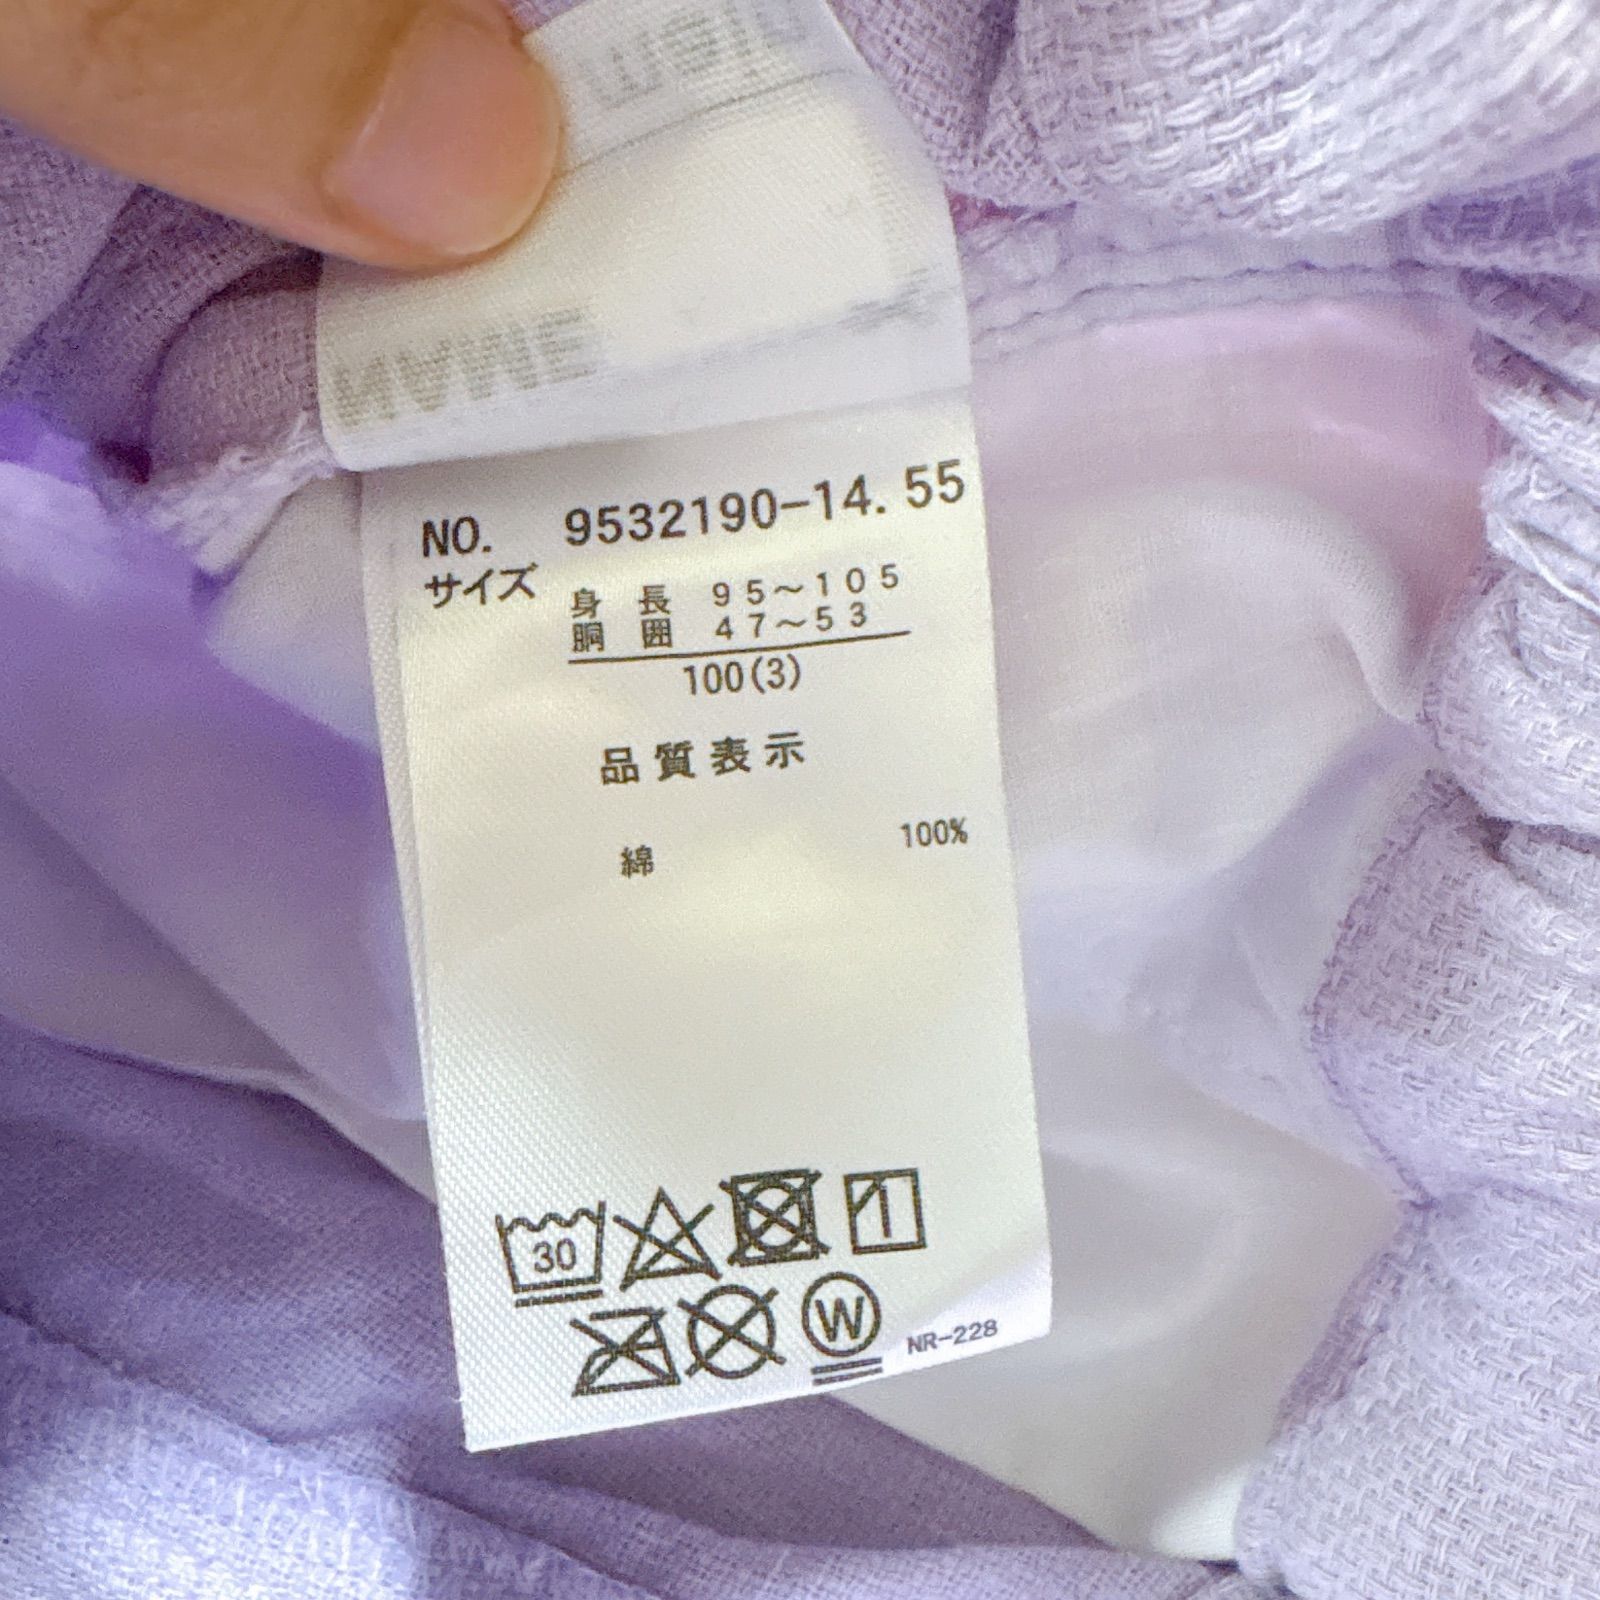 NAME
NO. 9532190-14. 55
サイズ 身 長 95～105
胴 囲 47～53
100(3)
品質表示
綿 100%
30
W
NR-228